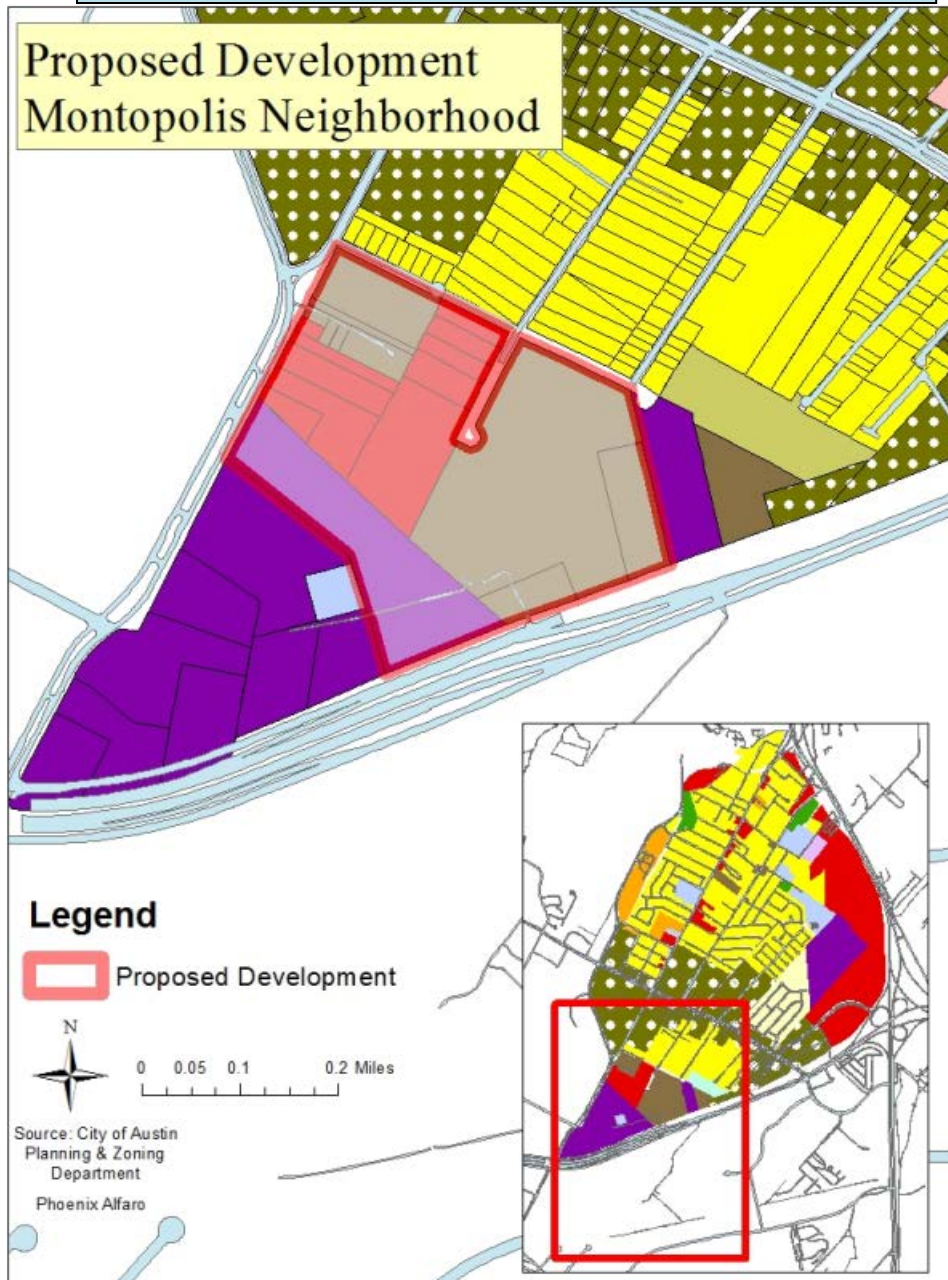 Proposed Development
Montopolis Neighborhood
Legend
Proposed Development
N
0 0.05 0.1 0.2 Miles
Source: City of Austin
Planning & Zoning
Department
Phoenix Alfaro